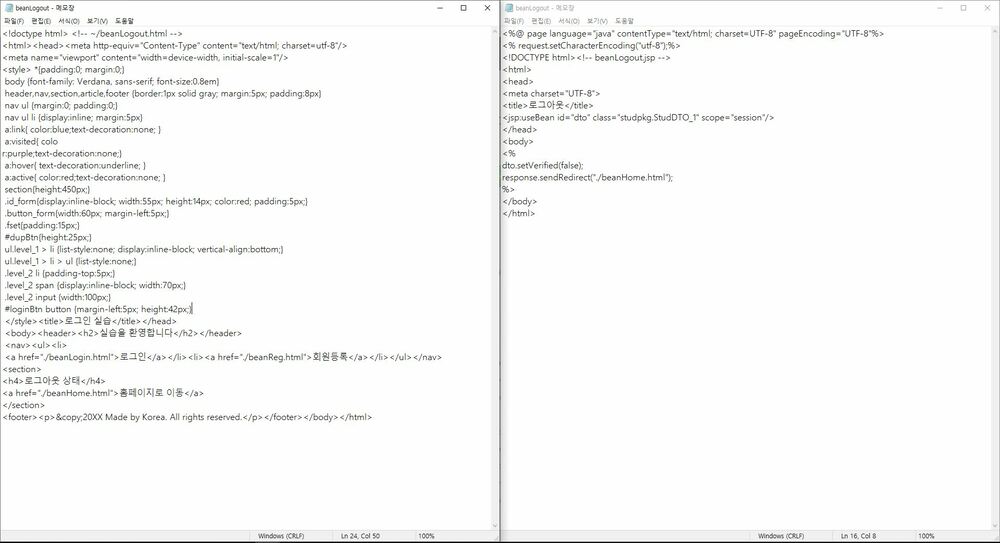 beanLogout - 메모장
파일(F) 편집(E) 서식(O) 보기(V) 도움말
<!doctype html> <!-- ~/beanLogout.html -->
<html><head><meta http-equiv="Content-Type" content="text/html; charset=utf-8"/>
<meta name="viewport" content="width=device-width, initial-scale=1"/>
<style> *{padding:0; margin:0;}
body {font-family: Verdana, sans-serif; font-size:0.8em}
header,nav,section,article,footer {border:1px solid gray; margin:5px; padding:8px}
nav ul {margin:0; padding:0;}
nav ul li {display:inline; margin:5px}
a:link{ color:blue;text-decoration:none; }
a:visited{ colo
r:purple;text-decoration:none;}
a:hover{ text-decoration:underline; }
a:active{ color:red;text-decoration:none; }
section{height:450px;}
.id_form{display:inline-block; width:55px; height:14px; color:red; padding:5px;}
.button_form{width:60px; margin-left:5px;}
.fset{padding:15px;}
#dupBtn{height:25px;}
ul.level_1 > li {list-style:none; display:inline-block; vertical-align:bottom;}
ul.level_1 > li > ul {list-style:none;}
.level_2 li {padding-top:5px;}
.level_2 span {display:inline-block; width:70px;}
.level_2 input {width:100px;}
#loginBtn button {margin-left:5px; height:42px;}
</style><title>로그인 실습</title></head>
<body><header><h2>실습을 환영합니다</h2></header>
<nav><ul><li>
<a href="./beanLogin.html">로그인</a></li><li><a href="./beanReg.html">회원등록</a></li></ul></nav>
<section>
<h4>로그아웃 상태</h4>
<a href="./beanHome.html">홈페이지로 이동</a>
</section>
<footer><p>&copy;20XX Made by Korea. All rights reserved.</p></footer></body></html>
Windows (CRLF) Ln 24, Col 50 100%
beanLogout - 메모장
파일(F) 편집(E) 서식(O) 보기(V) 도움말
<%@ page language="java" contentType="text/html; charset=UTF-8" pageEncoding="UTF-8"%>
<% request.setCharacterEncoding("utf-8");%>
<!DOCTYPE html><!-- beanLogout.jsp -->
<html>
<head>
<meta charset="UTF-8">
<title>로그아웃</title>
<jsp:useBean id="dto" class="studpkg.StudDTO_1" scope="session"/>
</head>
<body>
<%
dto.setVerified(false);
response.sendRedirect("./beanHome.html");
%>
</body>
</html>
Windows (CRLF) Ln 16, Col 8 100%